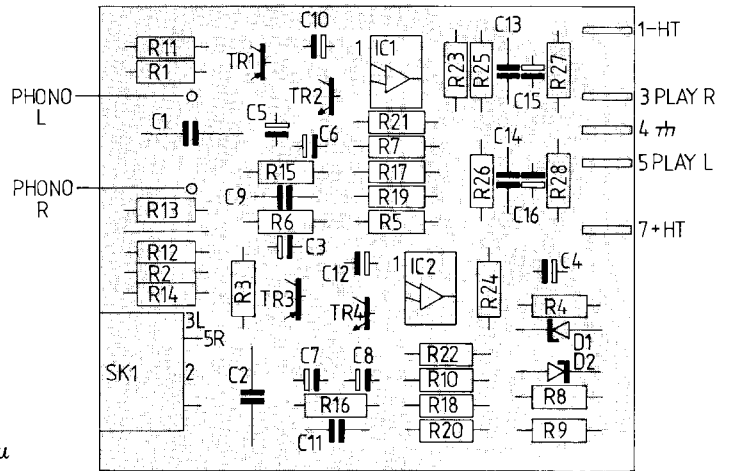 C10
C13
R11
TR1
1
IC1
R23
R25
R27
1-HT
R1
PHONO
L
TR2
C15
3 PLAY R
C1
C5
C6
R21
C14
4
R7
R15
R17
R26
R28
5 PLAY L
PHONO
R
C9
R19
C16
R13
R6
R5
7+HT
R12
C3
R2
R3
C12
1
IC2
R24
C4
R14
TR3
TR4
R4
3L
5R
D1
SK1
2
C2
C7
C8
R22
D2
R10
R16
R18
R8
C11
R20
R9